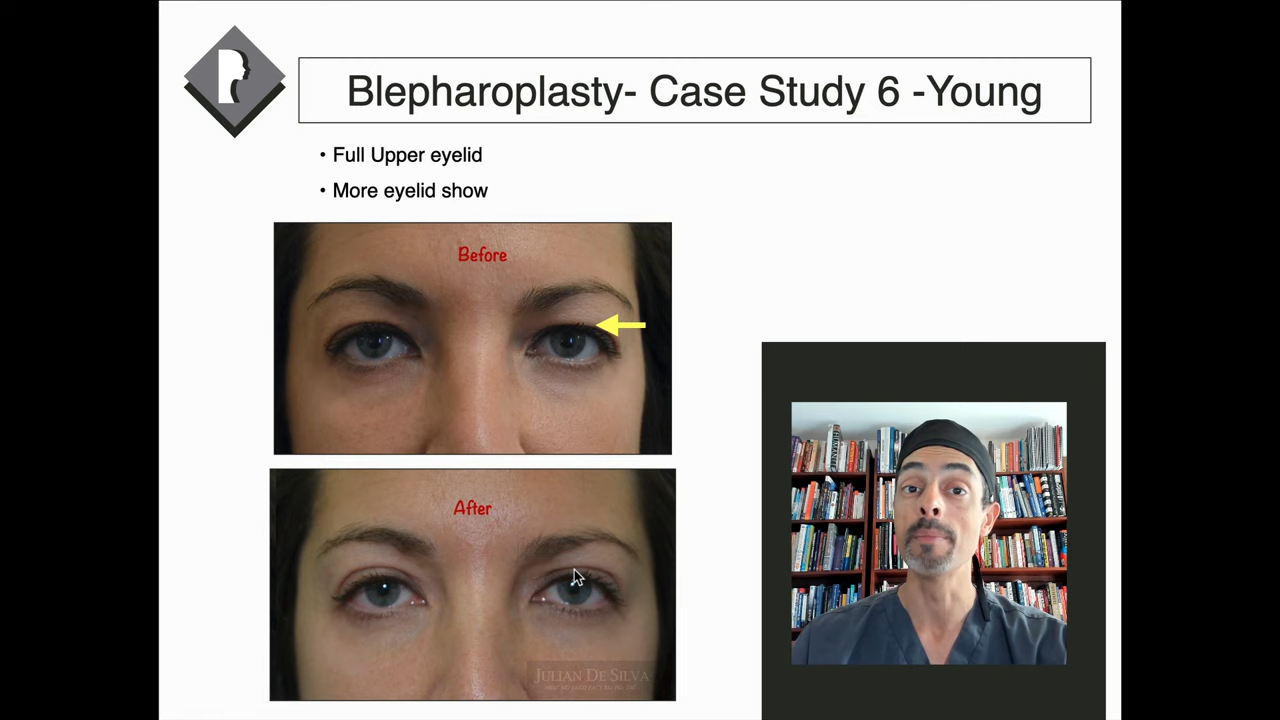 Blepharoplasty- Case Study 6 -Young
• Full Upper eyelid
• More eyelid show
Before
After
JULIAN DE SILVA